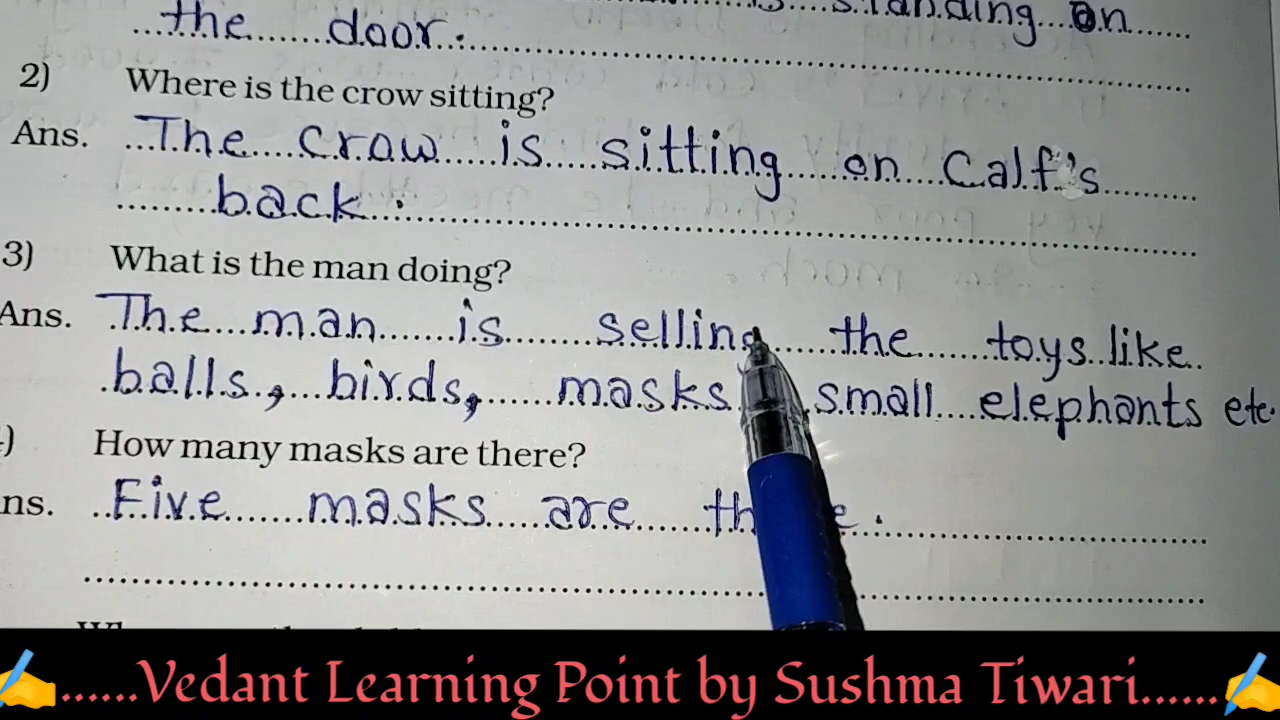 standing on
the door.
2) Where is the crow sitting?
Ans. The crow is sitting on Calf's
back.
3) What is the man doing?
Ans. The man is selling the toys like
balls, birds, masks small elephants etc.
) How many masks are there?
ns. Five masks are
......Vedant Learning Point by Sushma Tiwari......